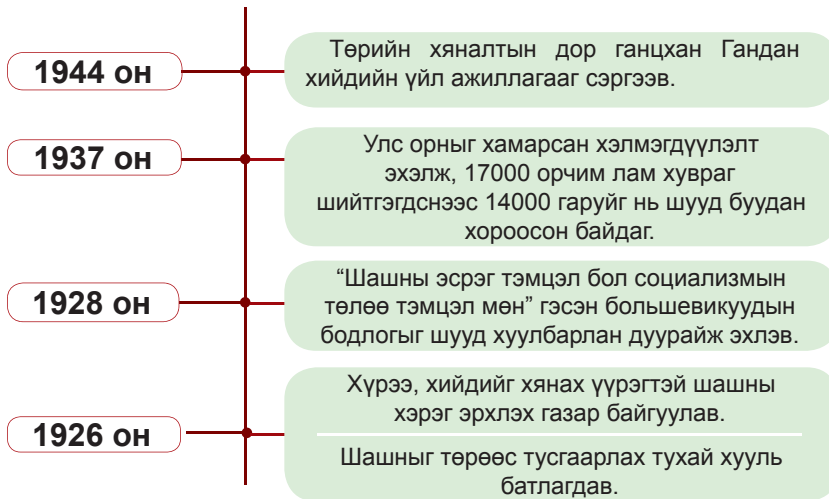 1944 он
Төрийн хяналтын дор ганцхан Гандан
хийдийн үйл ажиллагааг сэргээв.
1937 он
Улс орныг хамарсан хэлмэгдүүлэлт
эхэлж, 17000 орчим лам хувраг
шийтгэгдснээс 14000 гаруйг нь шууд буудан
хороосон байдаг.
1928 он
“Шашны эсрэг тэмцэл бол социализмын
төлөө тэмцэл мөн” гэсэн большевикуудын
бодлогыг шууд хуулбарлан дуурайж эхлэв.
1926 он
Хүрээ, хийдийг хянах үүрэгтэй шашны
хэрэг эрхлэх газар байгуулав.
Шашныг төрөөс тусгаарлах тухай хууль
батлагдав.